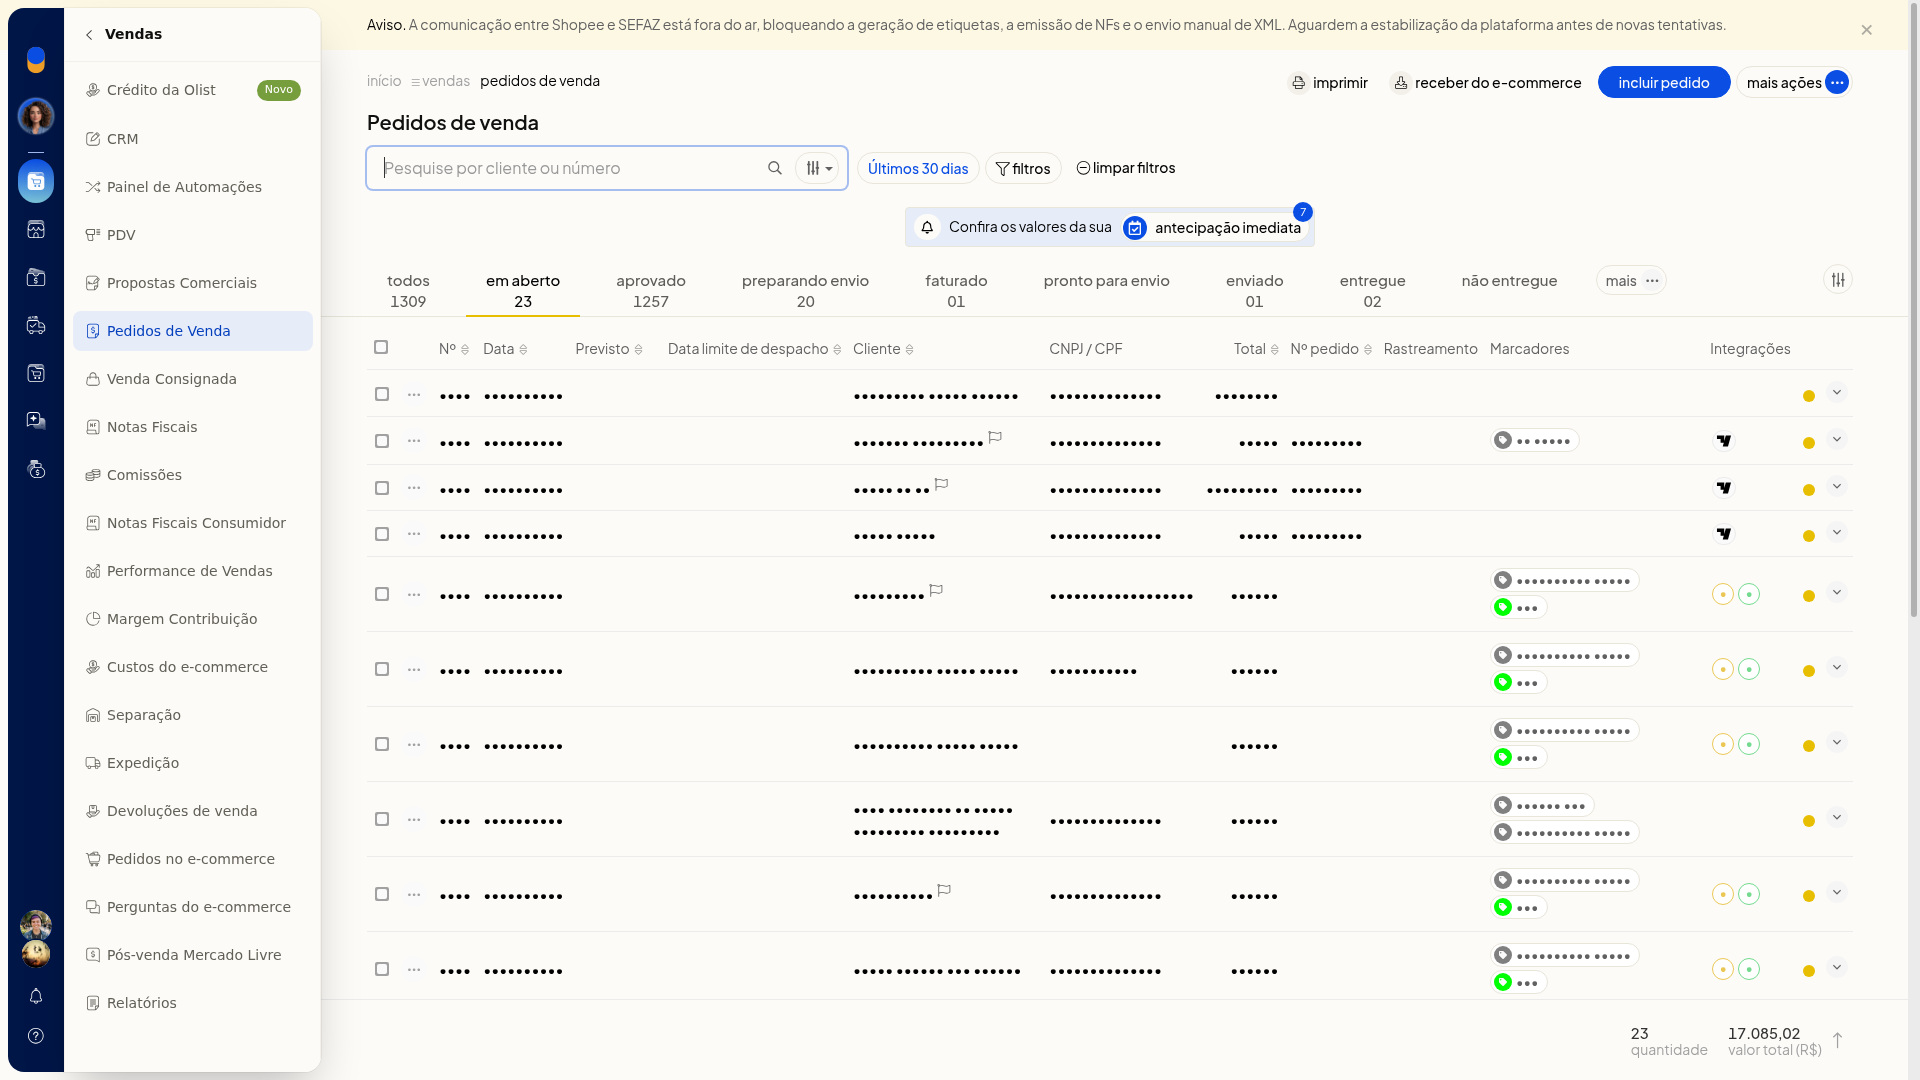 Aviso. A comunicação entre Shopee e SEFAZ está fora do ar, bloqueando a geração de etiquetas, a emissão de NFs e o envio manual de XML. Aguardem a estabilização da plataforma antes de novas tentativas.
Vendas
Crédito da Olist Novo
CRM
Painel de Automações
PDV
Propostas Comerciais
Pedidos de Venda
Venda Consignada
Notas Fiscais
Comissões
Notas Fiscais Consumidor
Performance de Vendas
Margem Contribuição
Custos do e-commerce
Separação
Expedição
Devoluções de venda
Pedidos no e-commerce
Perguntas do e-commerce
Pós-venda Mercado Livre
Relatórios
início vendas pedidos de venda
imprimir receber do e-commerce incluir pedido mais ações
Pedidos de venda
Pesquise por cliente ou número Últimos 30 dias filtros limpar filtros
Confira os valores da sua antecipação imediata 7
todos em aberto aprovado preparando envio faturado pronto para envio enviado entregue não entregue mais
1309 23 1257 20 01 01 02
Nº Data Previsto Data limite de despacho Cliente CNPJ / CPF Total Nº pedido Rastreamento Marcadores Integrações
23 17.085,02
quantidade valor total (R$)